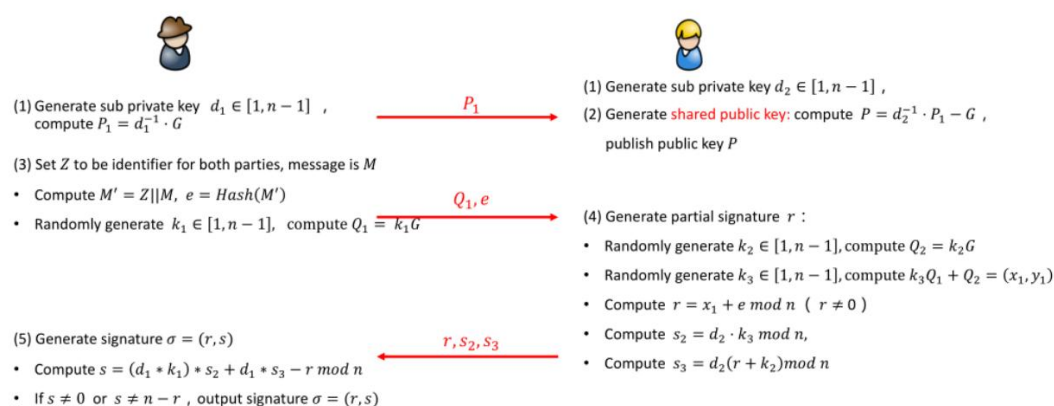 (1) Generate sub private key d₁ ∈ [1, n − 1] ,
compute P₁ = d₁⁻¹ · G
P₁
(1) Generate sub private key d₂ ∈ [1, n − 1] ,
(2) Generate shared public key: compute P = d₂⁻¹ · P₁ − G ,
publish public key P
(3) Set Z to be identifier for both parties, message is M
• Compute M′ = Z||M, e = Hash(M′)
• Randomly generate k₁ ∈ [1, n − 1], compute Q₁ = k₁G
Q₁, e
(4) Generate partial signature r :
• Randomly generate k₂ ∈ [1, n − 1], compute Q₂ = k₂G
• Randomly generate k₃ ∈ [1, n − 1], compute k₃Q₁ + Q₂ = (x₁, y₁)
• Compute r = x₁ + e mod n ( r ≠ 0 )
• Compute s₂ = d₂ · k₃ mod n,
• Compute s₃ = d₂(r + k₂)mod n
r, s₂, s₃
(5) Generate signature σ = (r, s)
• Compute s = (d₁ * k₁) * s₂ + d₁ * s₃ − r mod n
• If s ≠ 0 or s ≠ n − r , output signature σ = (r, s)